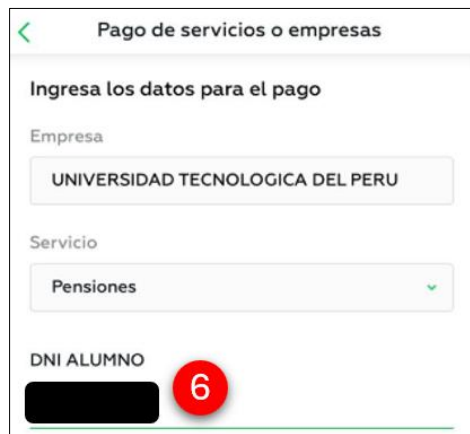 Pago de servicios o empresas
Ingresa los datos para el pago
Empresa
UNIVERSIDAD TECNOLOGICA DEL PERU
Servicio
Pensiones
DNI ALUMNO
6